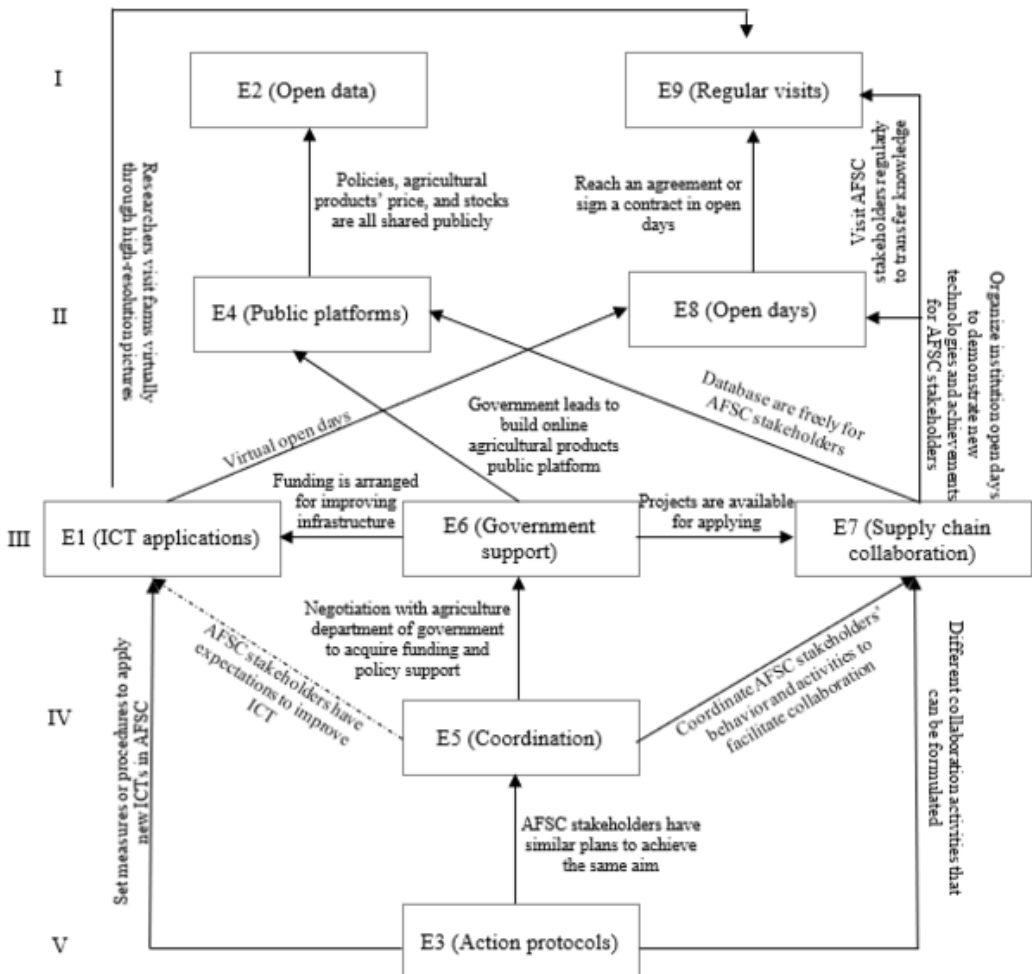 I
E2 (Open data)
E9 (Regular visits)
Researchers visit farms virtually
through high-resolution pictures
Policies, agricultural
products' price, and stocks
are all shared publicly
Reach an agreement or
sign a contract in open
days
Visit AFSC
stakeholders regularly
to transfer knowledge
II
E4 (Public platforms)
E8 (Open days)
Organize institution open days
to demonstrate new
technologies and achievements
for AFSC stakeholders
Virtual open days
Government leads to
build online
agricultural products
public platform
Database are freely for
AFSC stakeholders
Funding is arranged
for improving
infrastructure
Projects are available
for applying
III
E1 (ICT applications)
E6 (Government
support)
E7 (Supply chain
collaboration)
Set measures or procedures to apply
new ICTs in AFSC
AFSC stakeholders have
expectations to improve
ICT
Negotiation with agriculture
department of government
to acquire funding and
policy support
Coordinate AFSC stakeholders'
behavior and activities to
facilitate collaboration
Different collaboration activities that
can be formulated
IV
E5 (Coordination)
AFSC stakeholders have
similar plans to achieve
the same aim
V
E3 (Action protocols)